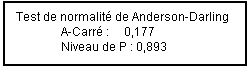 Test de normalité de Anderson-Darling
A-Carré : 0,177
Niveau de P : 0,893